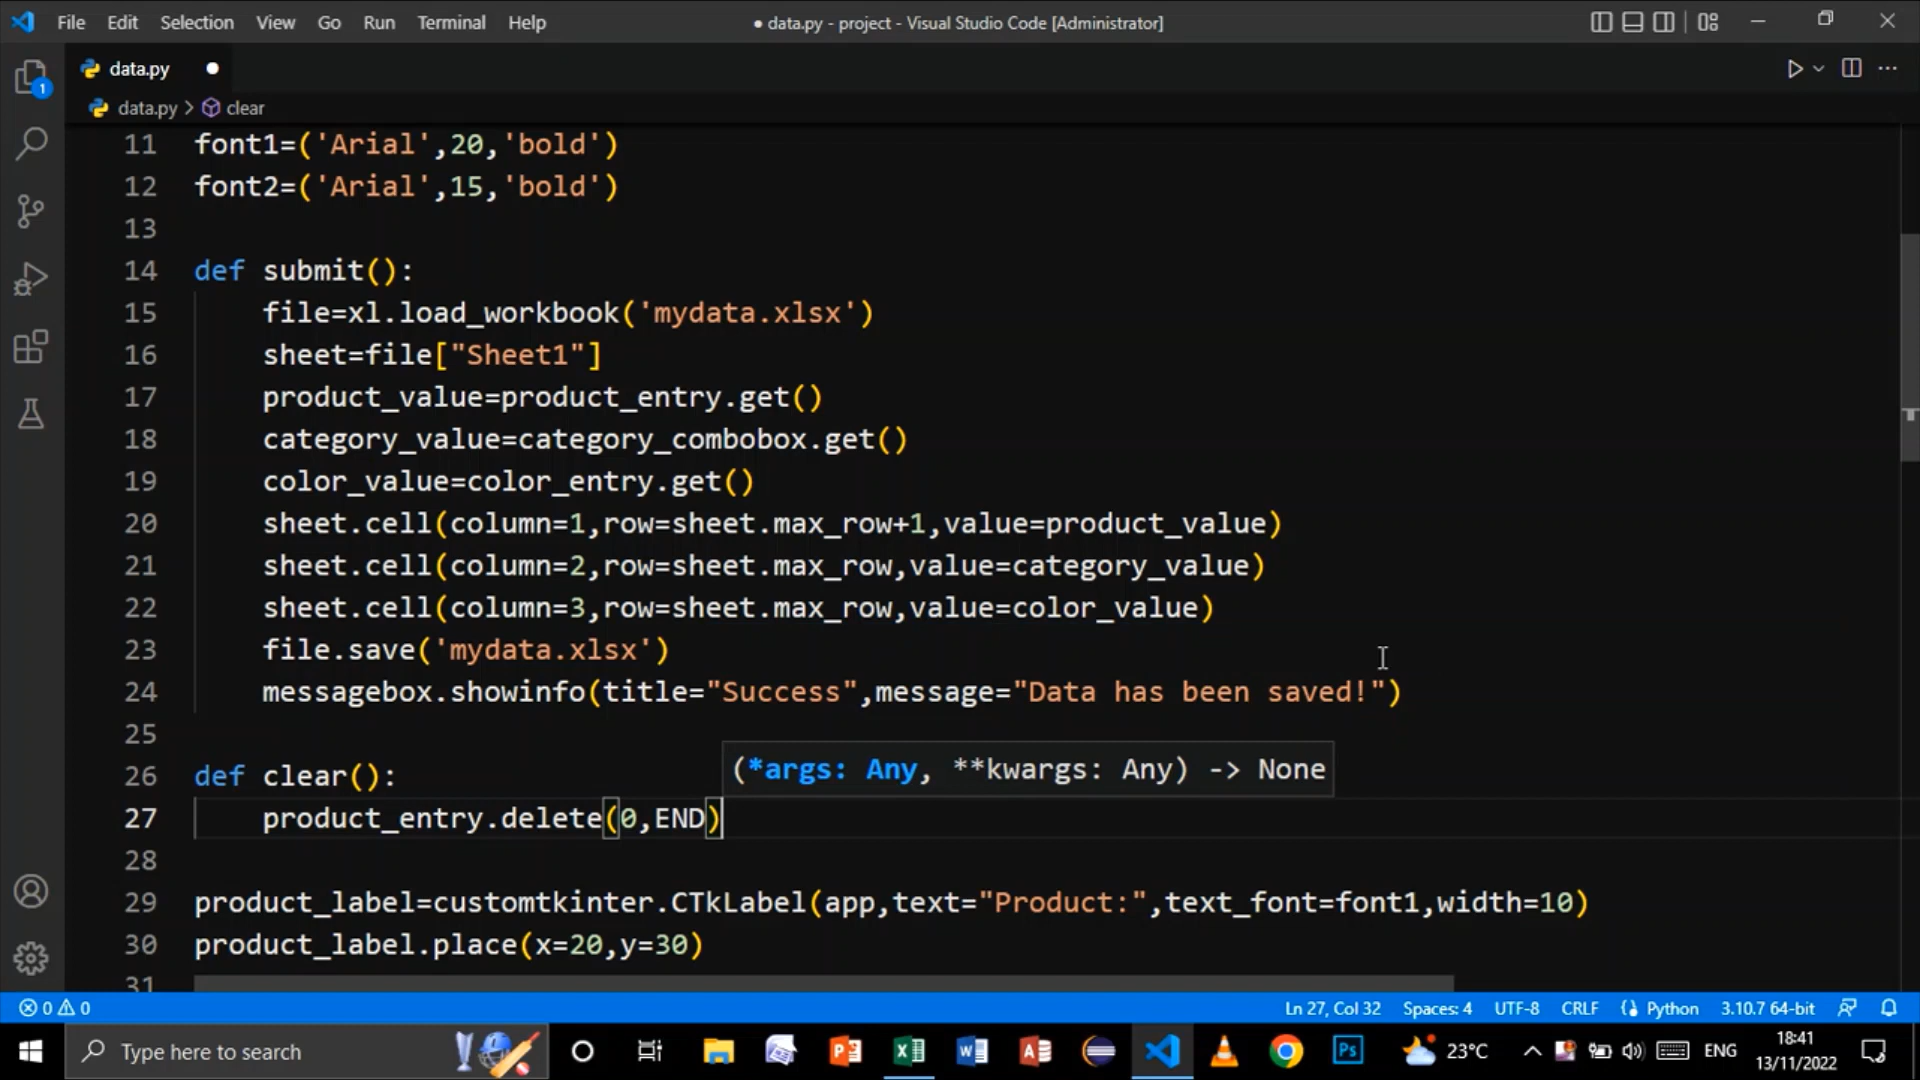 File Edit Selection View Go Run Terminal Help
● data.py - project - Visual Studio Code [Administrator]
1
data.py ●
data.py > clear
11 font1=('Arial',20,'bold')
12 font2=('Arial',15,'bold')
13
14 def submit():
15 file=xl.load_workbook('mydata.xlsx')
16 sheet=file["Sheet1"]
17 product_value=product_entry.get()
18 category_value=category_combobox.get()
19 color_value=color_entry.get()
20 sheet.cell(column=1,row=sheet.max_row+1,value=product_value)
21 sheet.cell(column=2,row=sheet.max_row,value=category_value)
22 sheet.cell(column=3,row=sheet.max_row,value=color_value)
23 file.save('mydata.xlsx')
24 messagebox.showinfo(title="Success",message="Data has been saved!")
25
(*args: Any, **kwargs: Any) -> None
26 def clear():
27 product_entry.delete(0,END)
28
29 product_label=customtkinter.CTkLabel(app,text="Product:",text_font=font1,width=10)
30 product_label.place(x=20,y=30)
31
0 0 Ln 27, Col 32 Spaces: 4 UTF-8 CRLF Python 3.10.7 64-bit
Type here to search
23°C ENG
18:41
13/11/2022